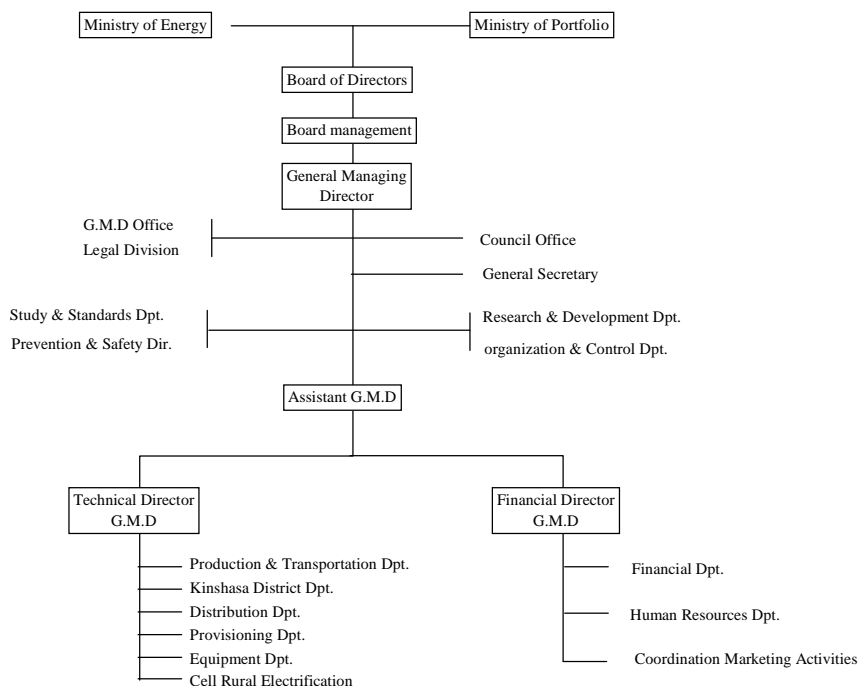 Ministry of Energy
Ministry of Portfolio
Board of Directors
Board management
General Managing
Director
G.M.D Office
Legal Division
Council Office
General Secretary
Study & Standards Dpt.
Prevention & Safety Dir.
Research & Development Dpt.
organization & Control Dpt.
Assistant G.M.D
Technical Director
G.M.D
Financial Director
G.M.D
Production & Transportation Dpt.
Kinshasa District Dpt.
Distribution Dpt.
Provisioning Dpt.
Equipment Dpt.
Cell Rural Electrification
Financial Dpt.
Human Resources Dpt.
Coordination Marketing Activities